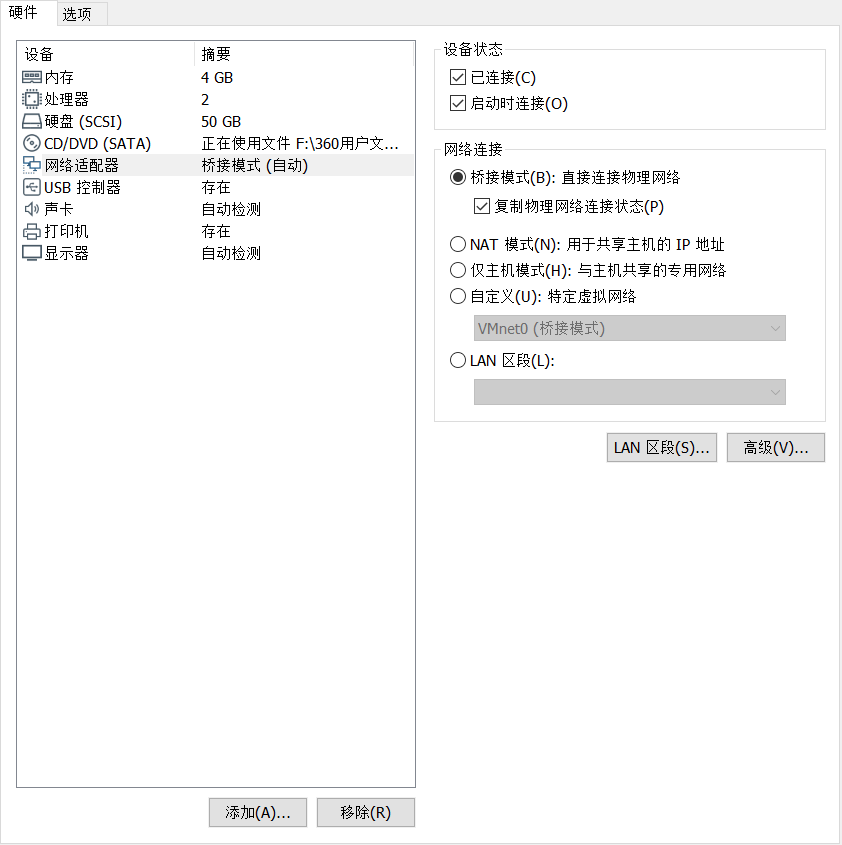 硬件 选项
设备 摘要
内存 4 GB
处理器 2
硬盘 (SCSI) 50 GB
CD/DVD (SATA) 正在使用文件 F:\360用户文...
网络适配器 桥接模式 (自动)
USB 控制器 存在
声卡 自动检测
打印机 存在
显示器 自动检测
添加(A)... 移除(R)
设备状态
已连接(C)
启动时连接(O)
网络连接
桥接模式(B): 直接连接物理网络
复制物理网络连接状态(P)
NAT 模式(N): 用于共享主机的 IP 地址
仅主机模式(H): 与主机共享的专用网络
自定义(U): 特定虚拟网络
VMnet0 (桥接模式)
LAN 区段(L):
LAN 区段(S)... 高级(V)...